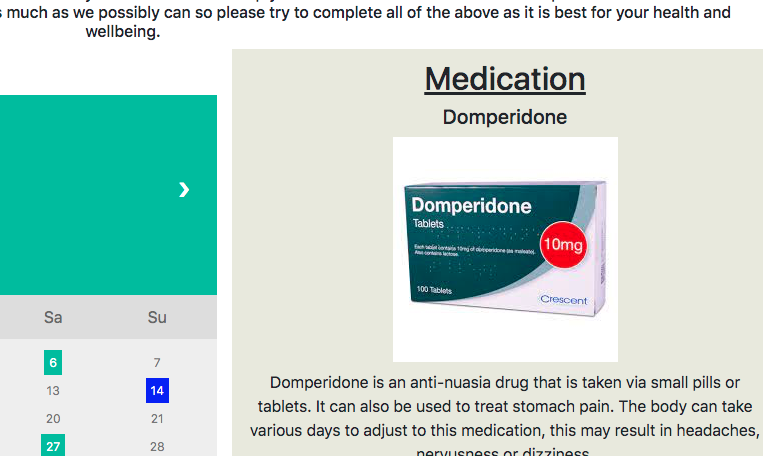 s much as we possibly can so please try to complete all of the above as it is best for your health and
wellbeing.
›
Sa Su
6 7
13 14
20 21
27 28
Medication
Domperidone
Domperidone
Tablets
Each tablet contains 10mg of domperidone (as maleate).
Also contains lactose.
10mg
100 Tablets
Crescent
Domperidone is an anti-nuasia drug that is taken via small pills or
tablets. It can also be used to treat stomach pain. The body can take
various days to adjust to this medication, this may result in headaches,
nervusness or dizziness.